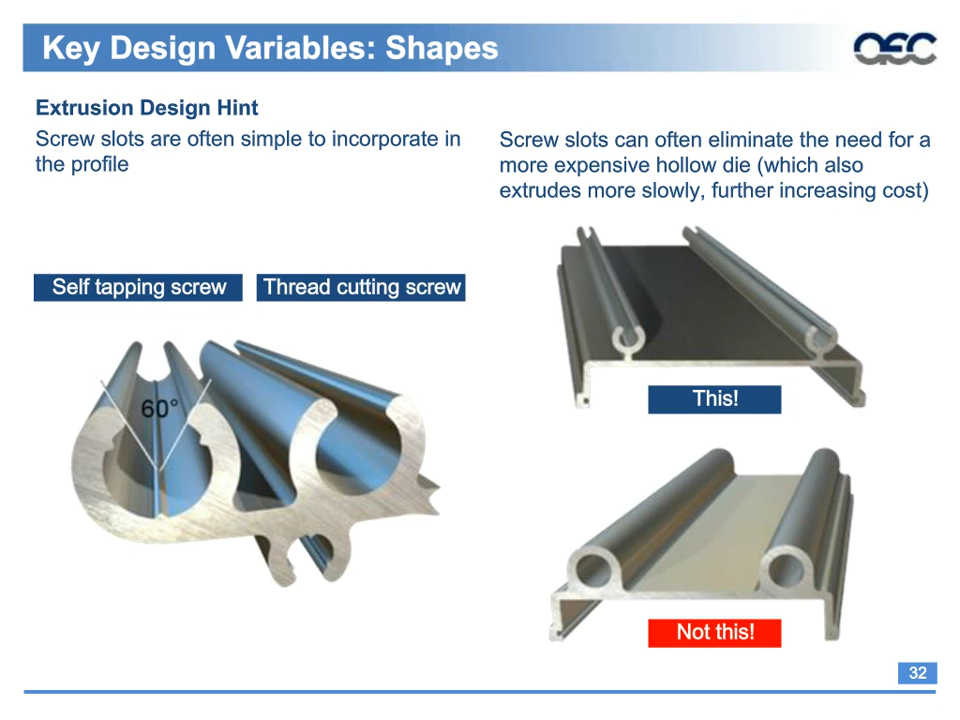 Key Design Variables: Shapes
AEC
Extrusion Design Hint
Screw slots are often simple to incorporate in
the profile
Screw slots can often eliminate the need for a
more expensive hollow die (which also
extrudes more slowly, further increasing cost)
Self tapping screw
Thread cutting screw
60°
This!
Not this!
32